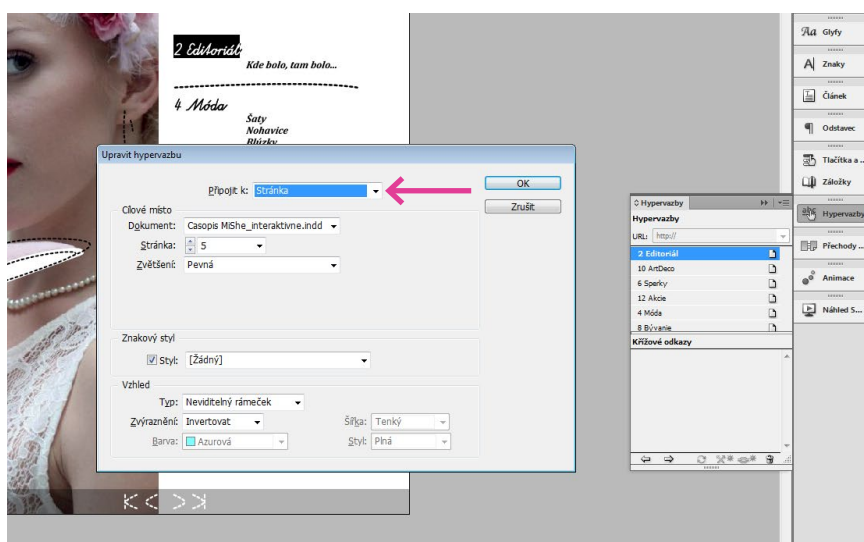 2 Editoriál
Kde bolo, tam bolo...
4 Móda
Šaty
Nohavice
Blúzky
Upravit hypervazbu
Připojit k: Stránka
OK
Zrušit
Cílové místo
Dokument: Casopis MiShe_interaktivne.indd
Stránka: 5
Zvětšení: Pevná
Znakový styl
Styl: [Žádný]
Vzhled
Typ: Neviditelný rámeček
Zvýraznění: Invertovat
Šířka: Tenký
Barva: Azurová
Styl: Plná
Hypervazby
Hypervazby
URL: http://
2 Editoriál
10 ArtDeco
6 Sperky
12 Akcie
4 Móda
8 Bývanie
Křížové odkazy
Glyfy
Znaky
Článek
Odstavec
Tlačítka a ...
Záložky
Hypervazby
Přechody ...
Animace
Náhled S...